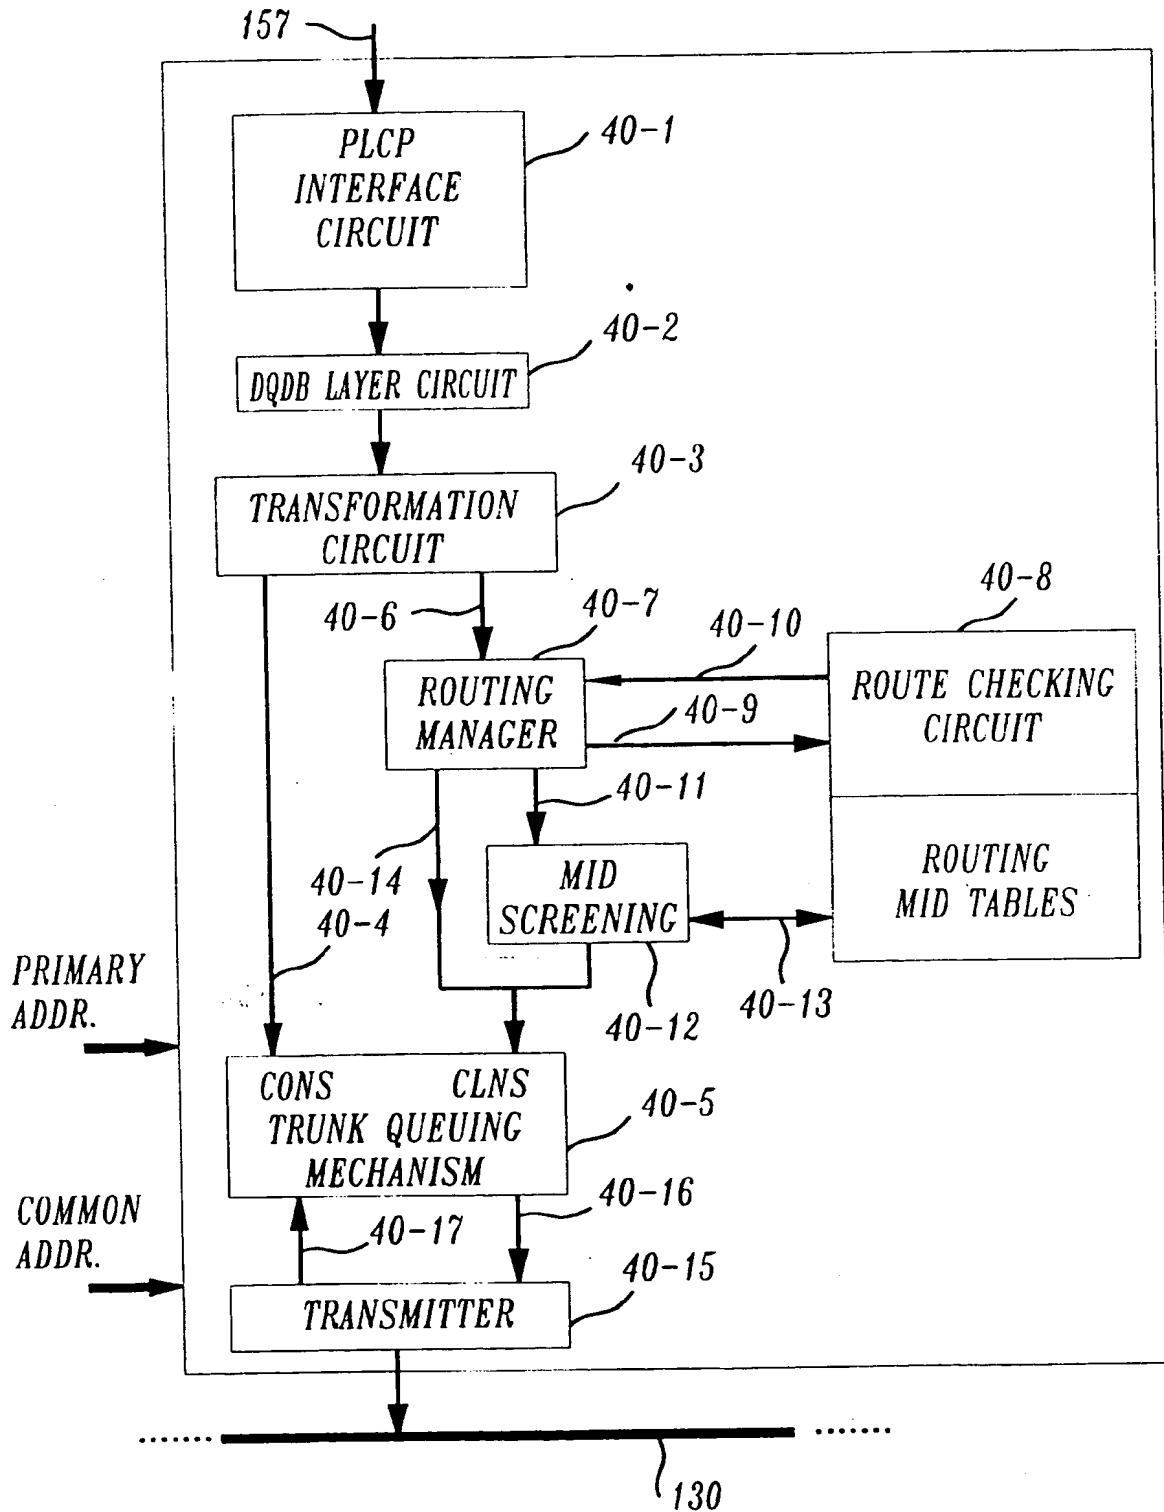 157
PLCP
INTERFACE
CIRCUIT
40-1
40-2
DQDB LAYER CIRCUIT
40-3
TRANSFORMATION
CIRCUIT
40-6
40-7
40-10
40-8
ROUTING
MANAGER
40-9
ROUTE CHECKING
CIRCUIT
40-11
40-14
40-4
MID
SCREENING
ROUTING
MID TABLES
40-13
40-12
PRIMARY
ADDR.
CONS CLNS
TRUNK QUEUING
MECHANISM
40-5
COMMON
ADDR.
40-17
40-16
40-15
TRANSMITTER
130